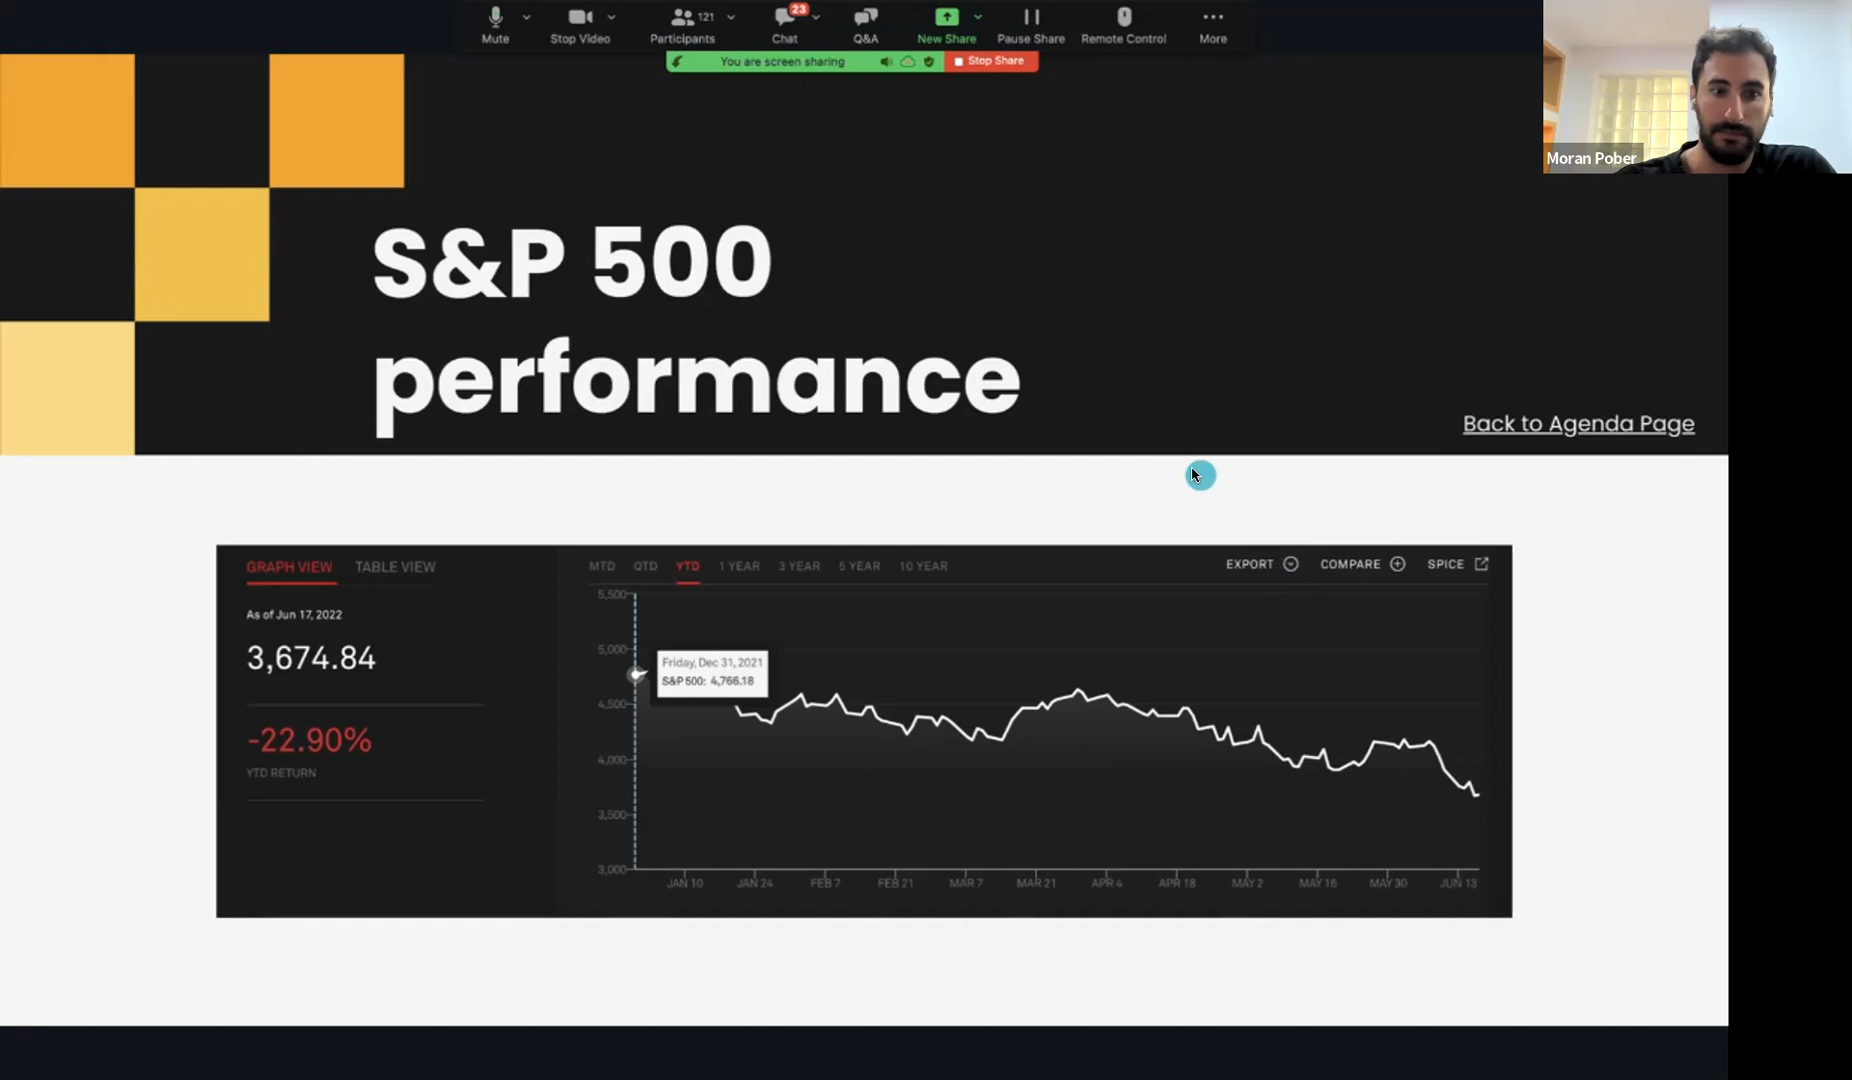 121
23
Mute
Stop Video
Participants
Chat
Q&A
New Share
Pause Share
Remote Control
More
You are screen sharing
Stop Share
Moran Pober
S&P 500
performance
Back to Agenda Page
GRAPH VIEW
TABLE VIEW
As of Jun 17, 2022
3,674.84
-22.90%
YTD RETURN
MTD
QTD
YTD
1 YEAR
3 YEAR
5 YEAR
10 YEAR
EXPORT
COMPARE
SPICE
5,500
5,000
4,500
4,000
3,500
3,000
Friday, Dec 31, 2021
S&P 500: 4,766.18
JAN 10
JAN 24
FEB 7
FEB 21
MAR 7
MAR 21
APR 4
APR 18
MAY 2
MAY 16
MAY 30
JUN 13